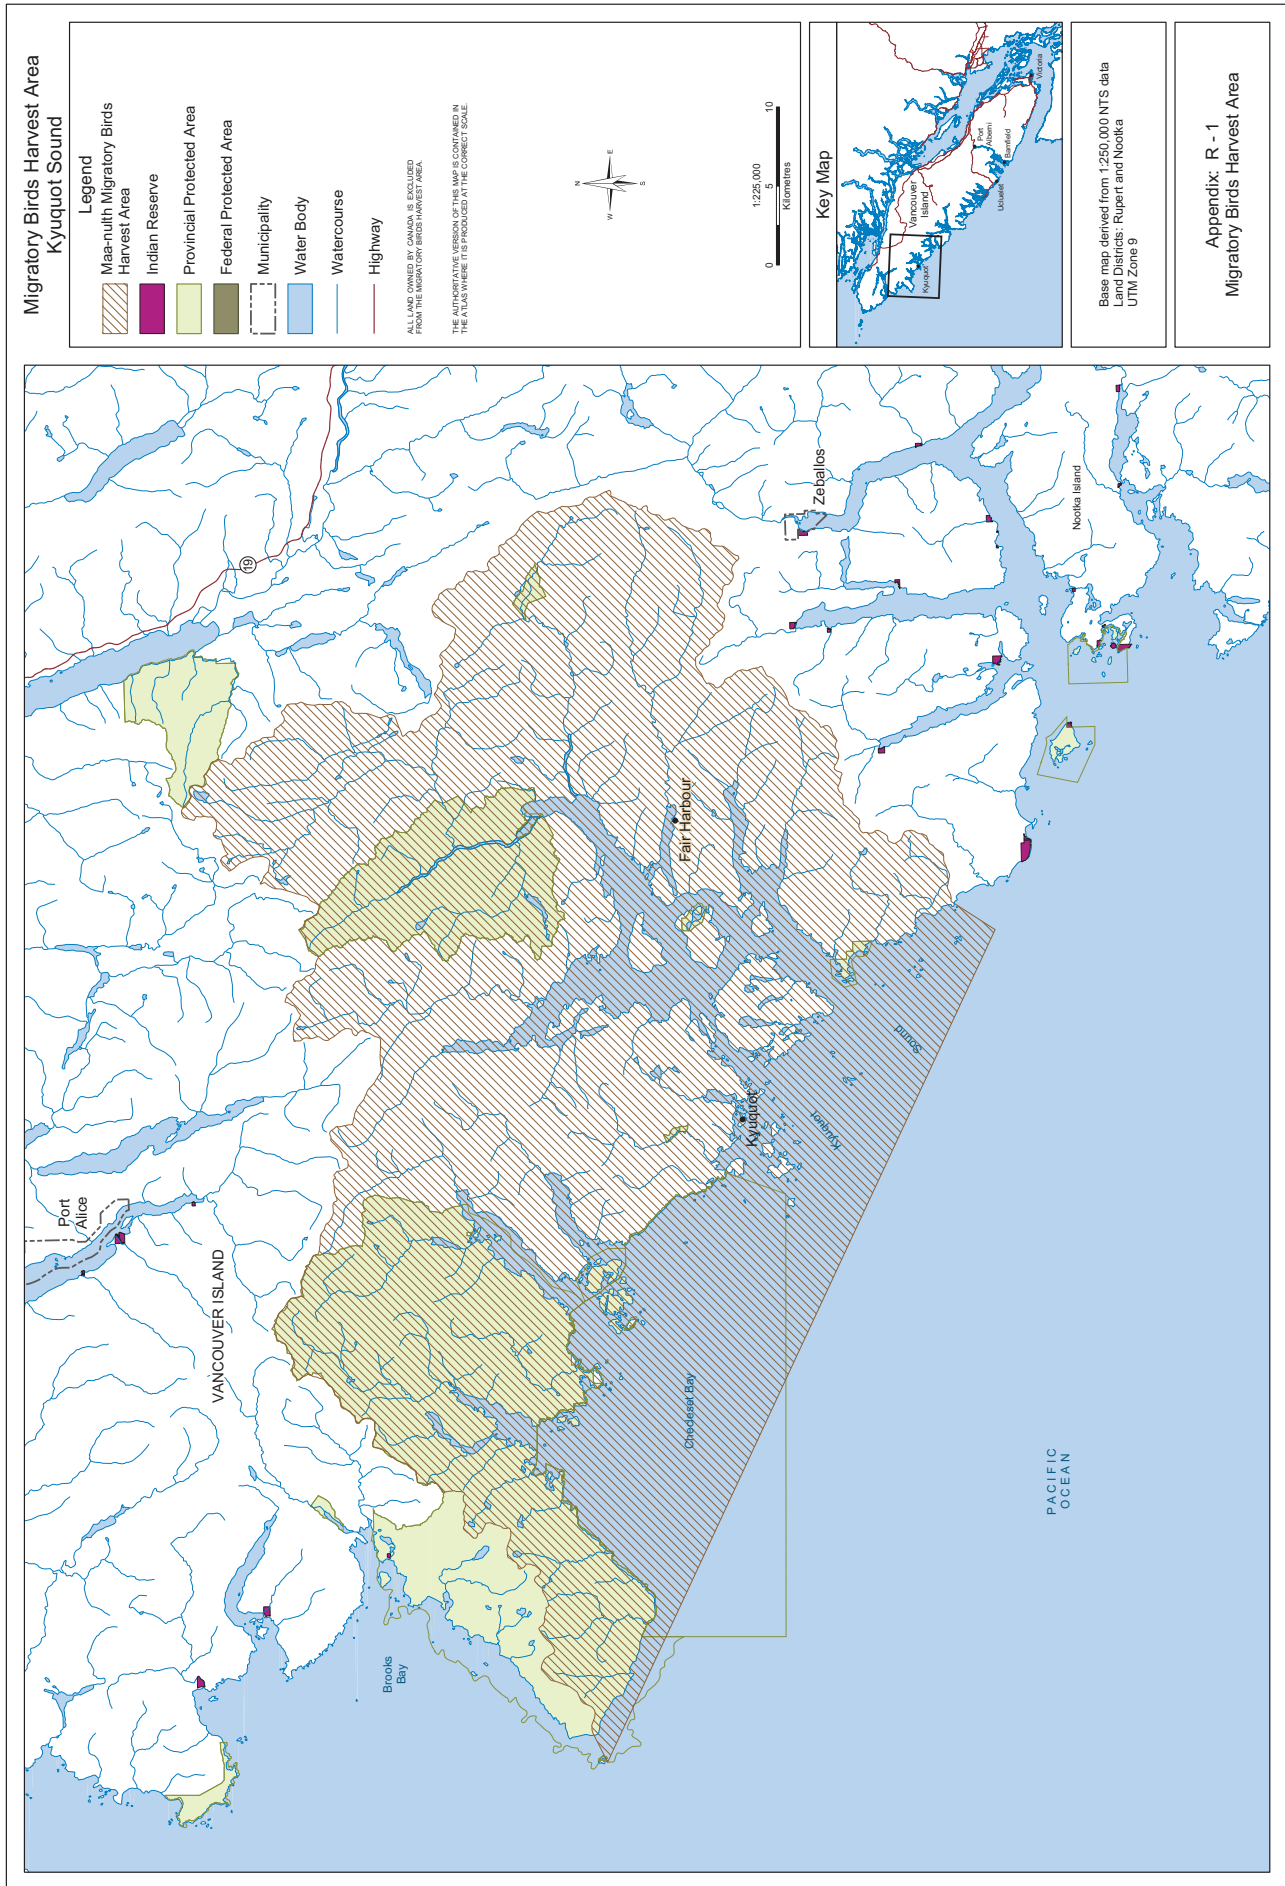 Migratory Birds Harvest Area
Kyuquot Sound
Legend
Maa-nulth Migratory Birds
Harvest Area
Indian Reserve
Provincial Protected Area
Federal Protected Area
Municipality
Water Body
Watercourse
Highway
ALL LAND OWNED BY CANADA IS EXCLUDED
FROM THE MIGRATORY BIRDS HARVEST AREA.
THE AUTHORITATIVE VERSION OF THIS MAP IS CONTAINED IN
THE ATLAS WHERE IT IS PRODUCED AT THE CORRECT SCALE.
N
W
E
S
1:225,000
0
5
10
Kilometres
Key Map
Vancouver
Island
Kyuquot
Port
Alberni
Ucluelet
Bamfield
Victoria
Base map derived from 1:250,000 NTS data
Land Districts: Rupert and Nootka
UTM Zone 9
Appendix: R - 1
Migratory Birds Harvest Area
Port
Alice
19
VANCOUVER ISLAND
Brooks
Bay
Checleset Bay
Kyuquot
Fair Harbour
Zeballos
Nootka Island
Kyuquot
Sound
PACIFIC
OCEAN